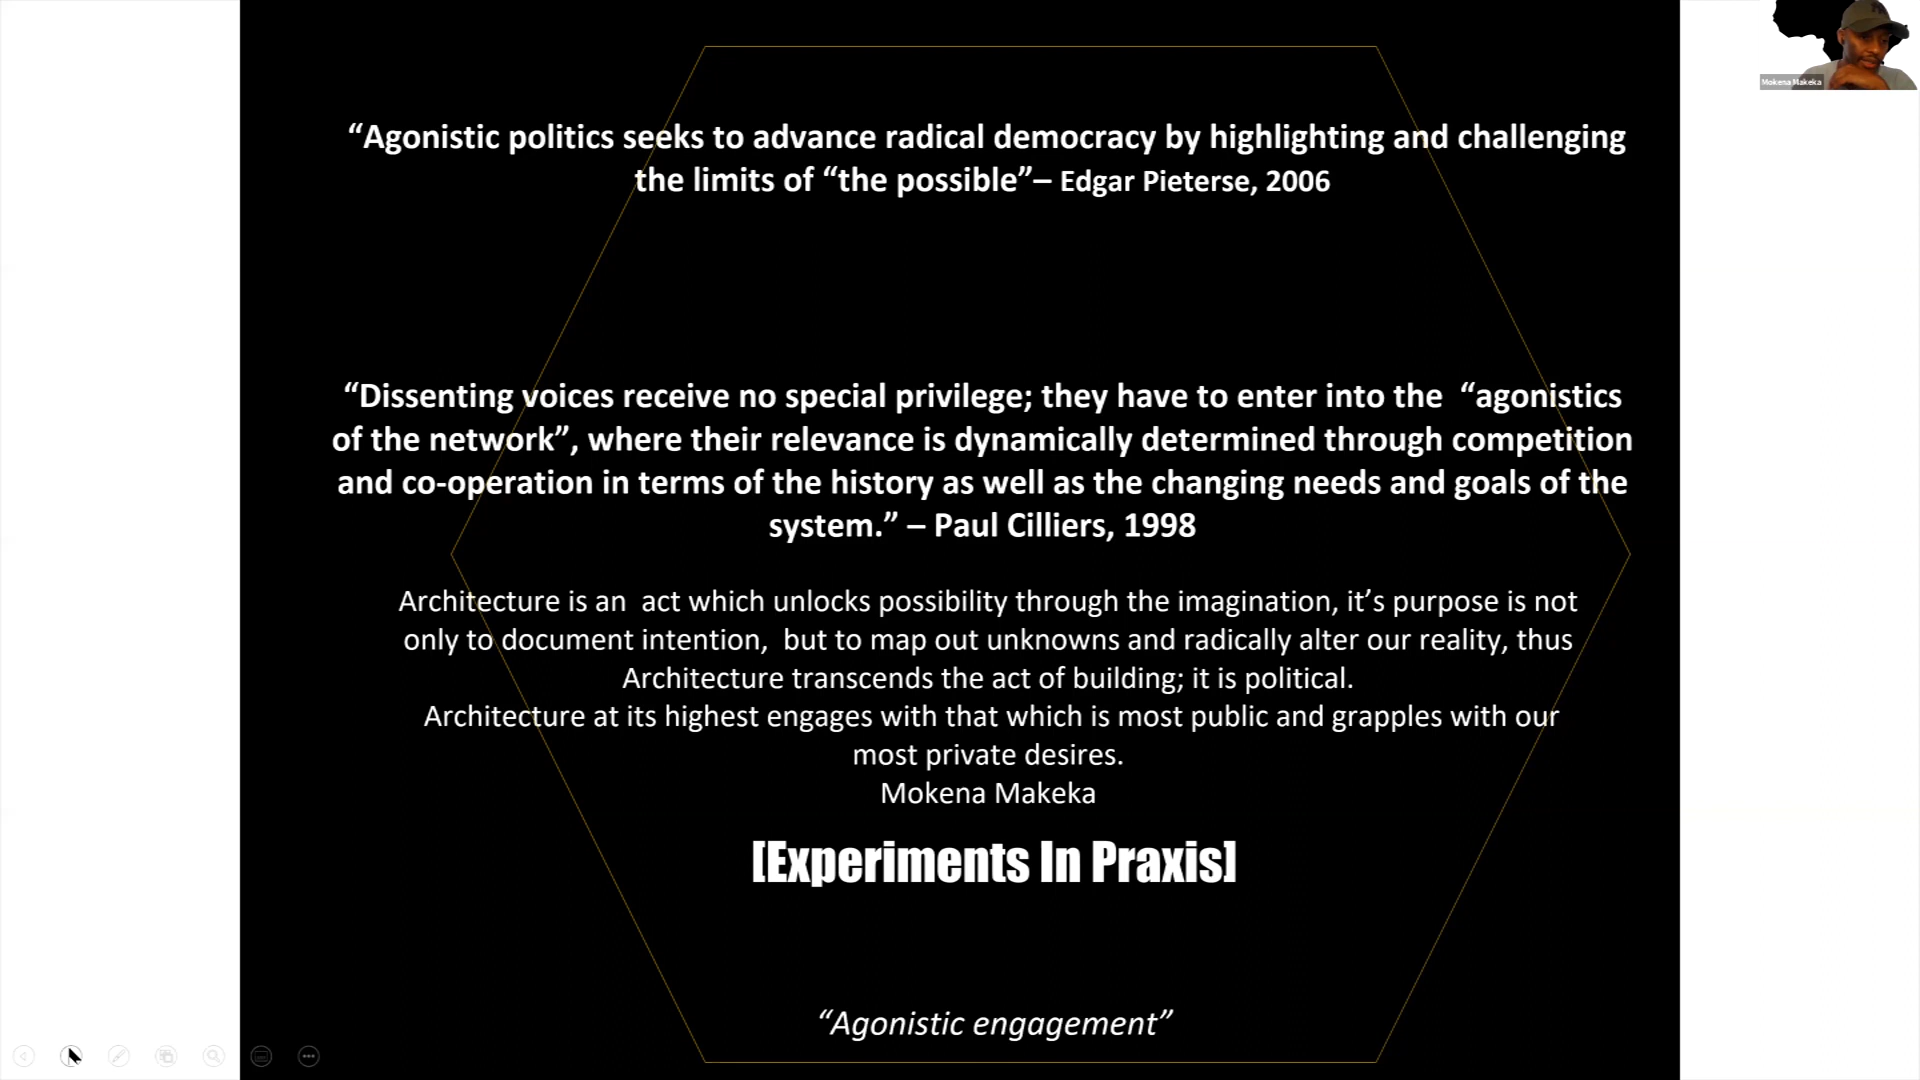 “Agonistic politics seeks to advance radical democracy by highlighting and challenging
the limits of “the possible”– Edgar Pieterse, 2006
“Dissenting voices receive no special privilege; they have to enter into the  “agonistics
of the network”, where their relevance is dynamically determined through competition
and co-operation in terms of the history as well as the changing needs and goals of the
system.” – Paul Cilliers, 1998
Architecture is an  act which unlocks possibility through the imagination, it’s purpose is not
only to document intention,  but to map out unknowns and radically alter our reality, thus
Architecture transcends the act of building; it is political.
Architecture at its highest engages with that which is most public and grapples with our
most private desires.
Mokena Makeka
[Experiments In Praxis]
“Agonistic engagement”
Mokena Makeka